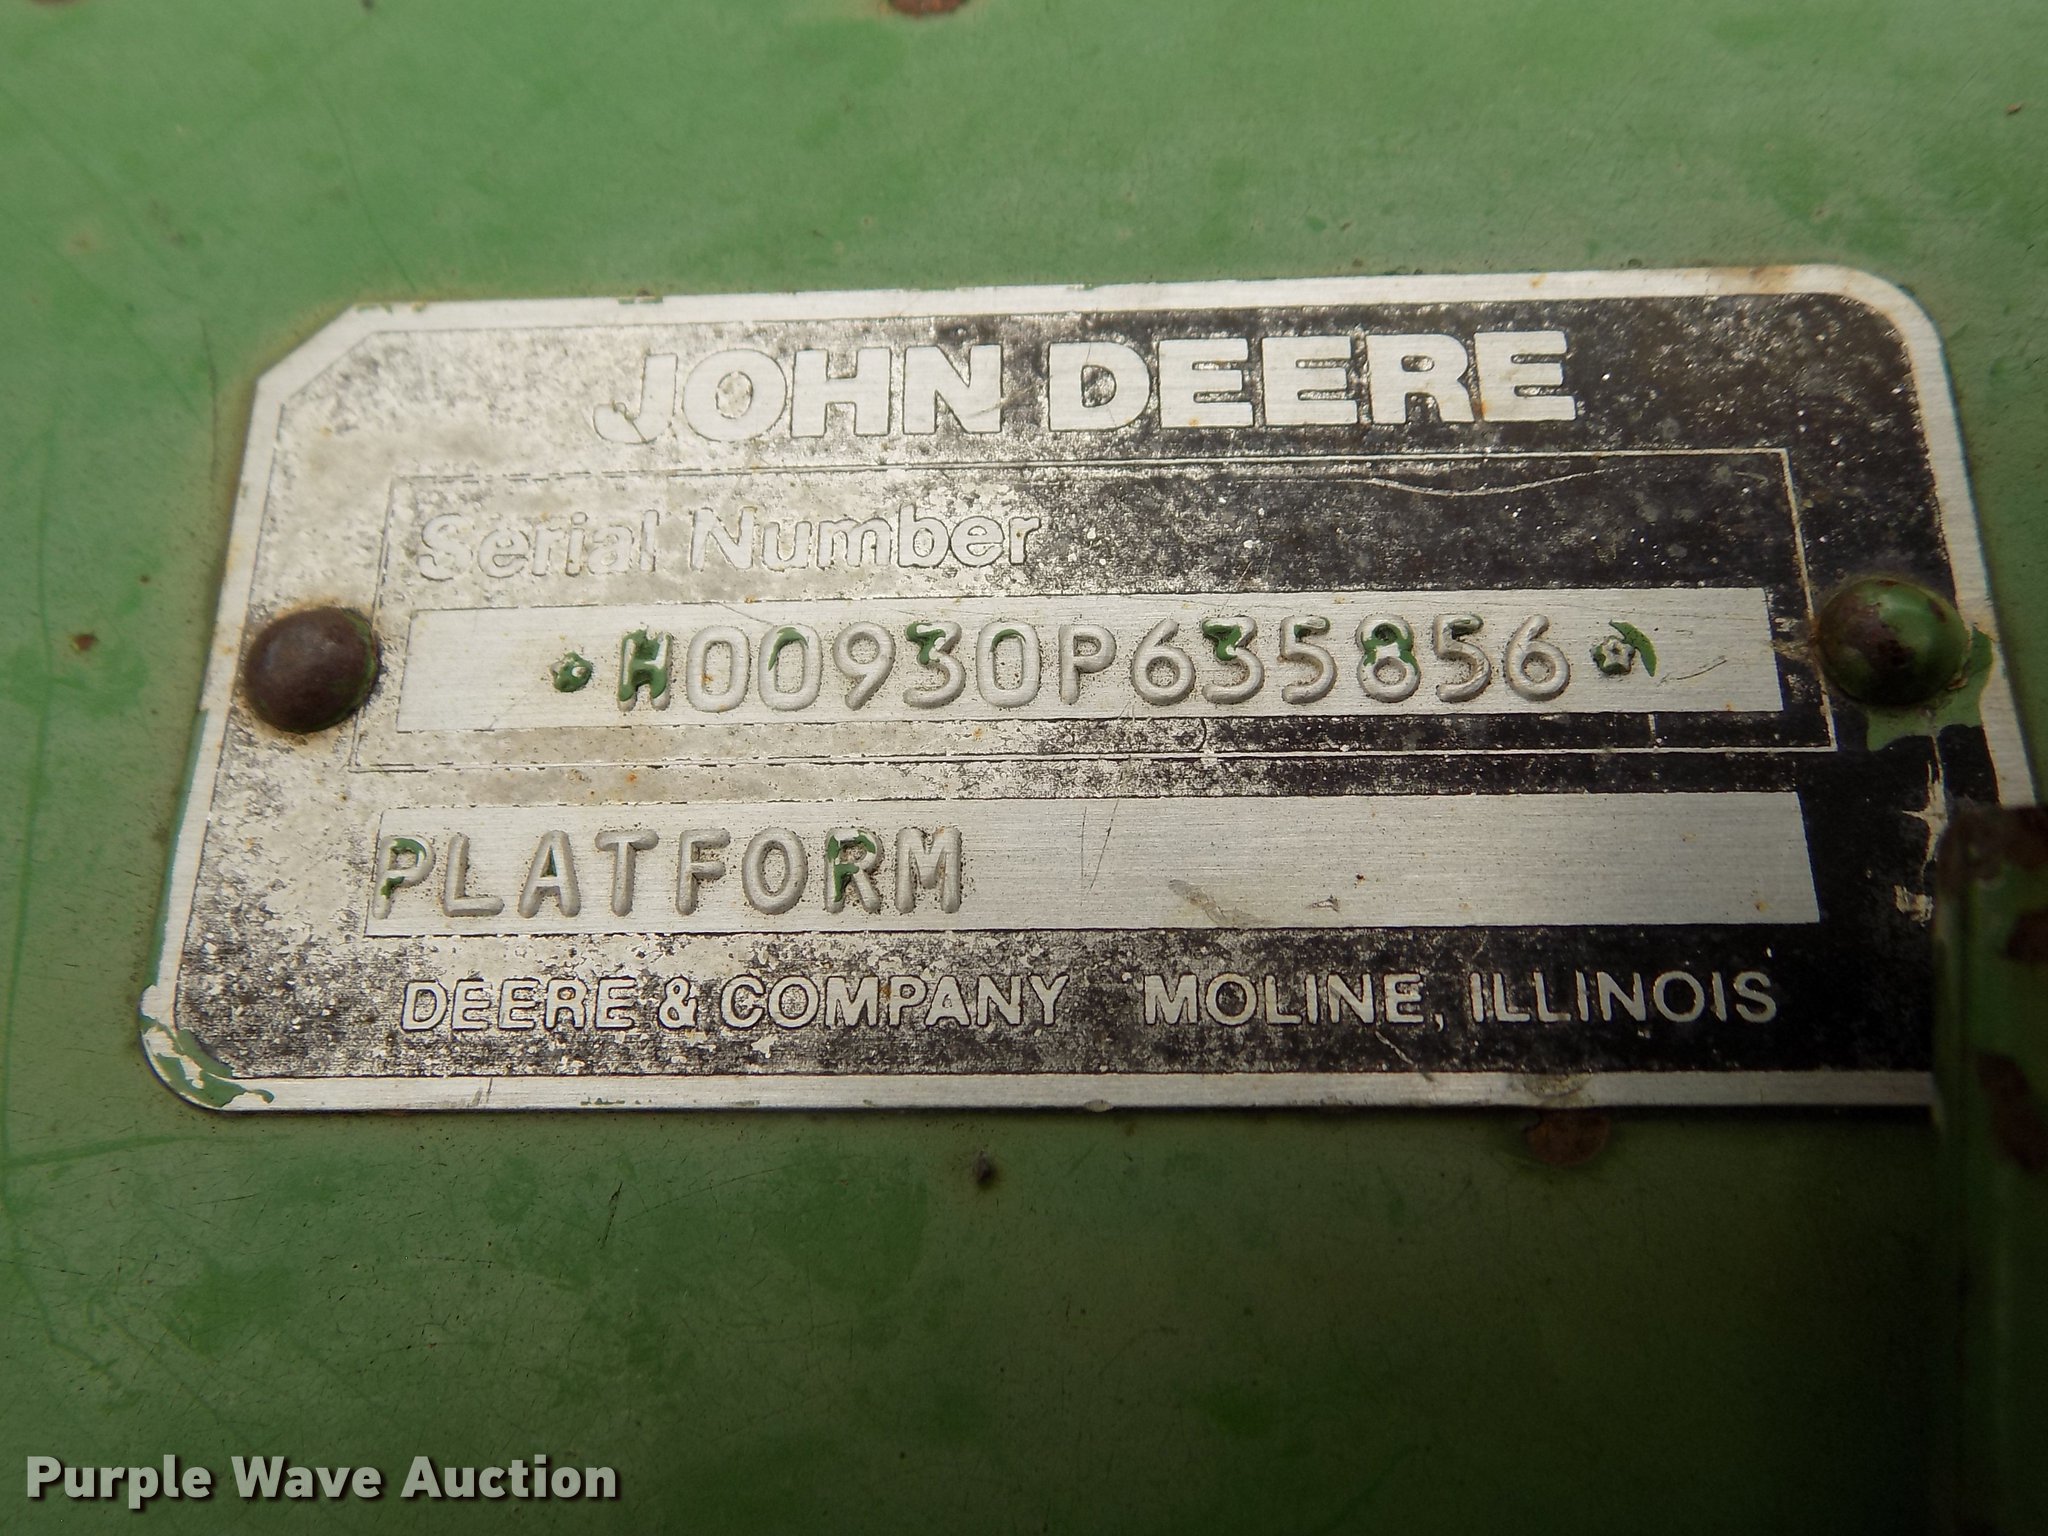 JOHN DEERE
Serial Number
*H00930P635856*
PLATFORM
DEERE & COMPANY MOLINE, ILLINOIS
Purple Wave Auction